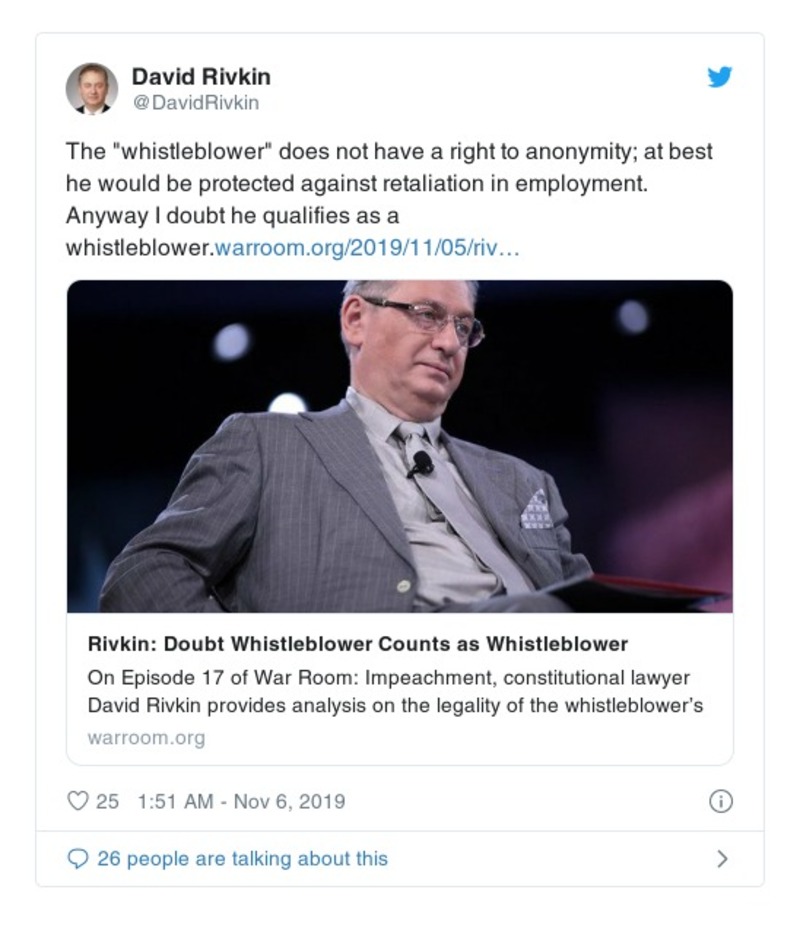 David Rivkin
@DavidRivkin
The "whistleblower" does not have a right to anonymity; at best
he would be protected against retaliation in employment.
Anyway I doubt he qualifies as a
whistleblower.warroom.org/2019/11/05/riv…
Rivkin: Doubt Whistleblower Counts as Whistleblower
On Episode 17 of War Room: Impeachment, constitutional lawyer
David Rivkin provides analysis on the legality of the whistleblower’s
warroom.org
25 1:51 AM - Nov 6, 2019
26 people are talking about this